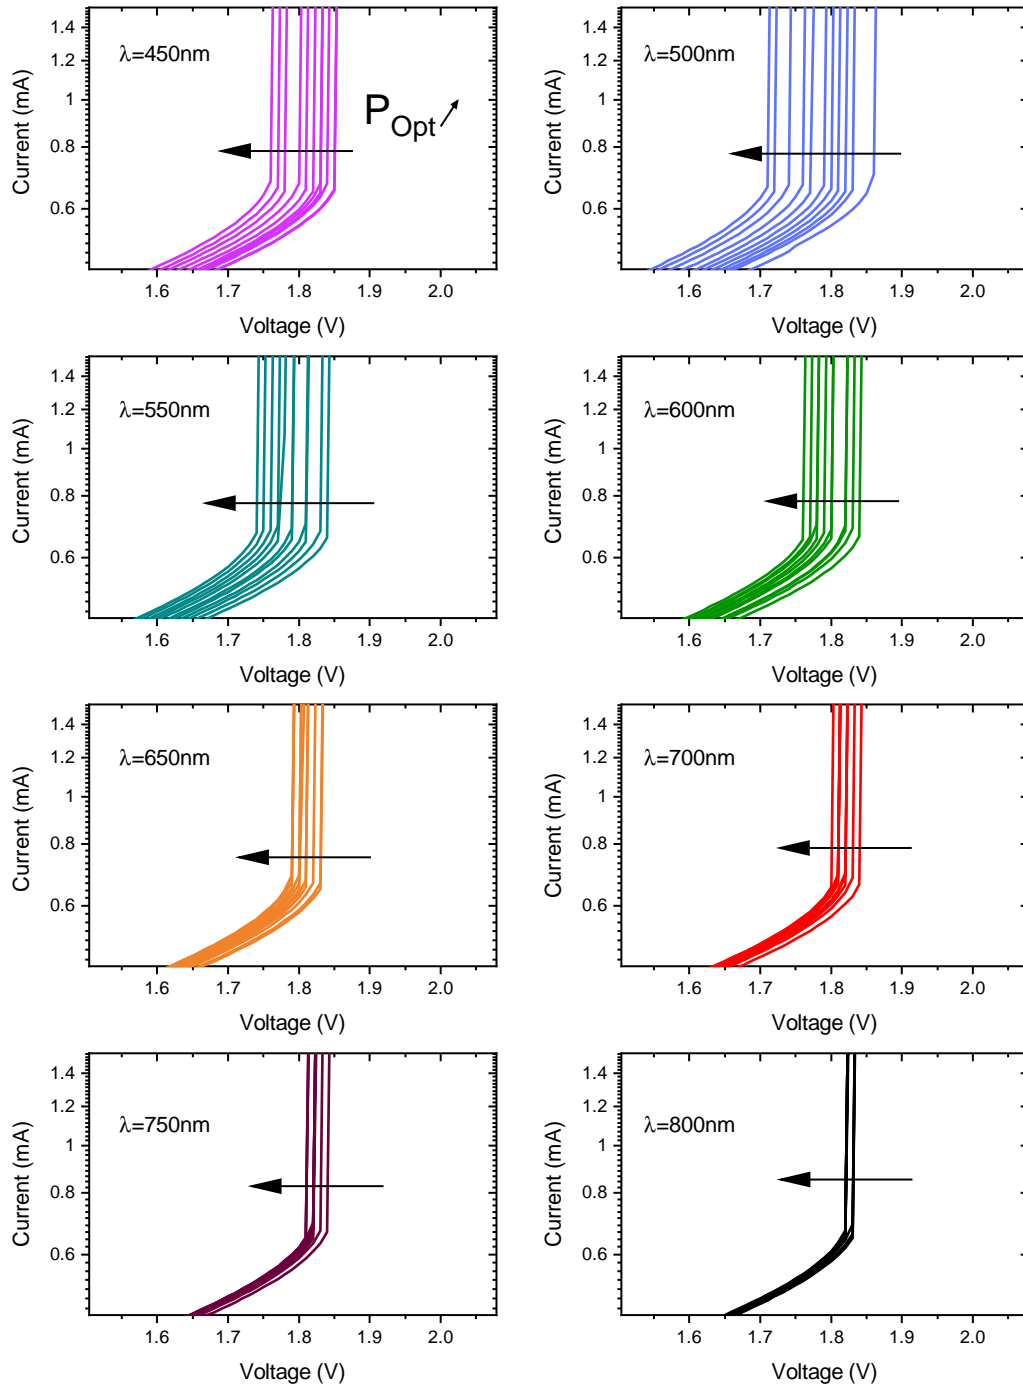 1.4
1.2
1
0.8
0.6
Current (mA)
λ=450nm
P_Opt
1.6 1.7 1.8 1.9 2.0
Voltage (V)
1.4
1.2
1
0.8
0.6
Current (mA)
λ=500nm
1.6 1.7 1.8 1.9 2.0
Voltage (V)
1.4
1.2
1
0.8
0.6
Current (mA)
λ=550nm
1.6 1.7 1.8 1.9 2.0
Voltage (V)
1.4
1.2
1
0.8
0.6
Current (mA)
λ=600nm
1.6 1.7 1.8 1.9 2.0
Voltage (V)
1.4
1.2
1
0.8
0.6
Current (mA)
λ=650nm
1.6 1.7 1.8 1.9 2.0
Voltage (V)
1.4
1.2
1
0.8
0.6
Current (mA)
λ=700nm
1.6 1.7 1.8 1.9 2.0
Voltage (V)
1.4
1.2
1
0.8
0.6
Current (mA)
λ=750nm
1.6 1.7 1.8 1.9 2.0
Voltage (V)
1.4
1.2
1
0.8
0.6
Current (mA)
λ=800nm
1.6 1.7 1.8 1.9 2.0
Voltage (V)